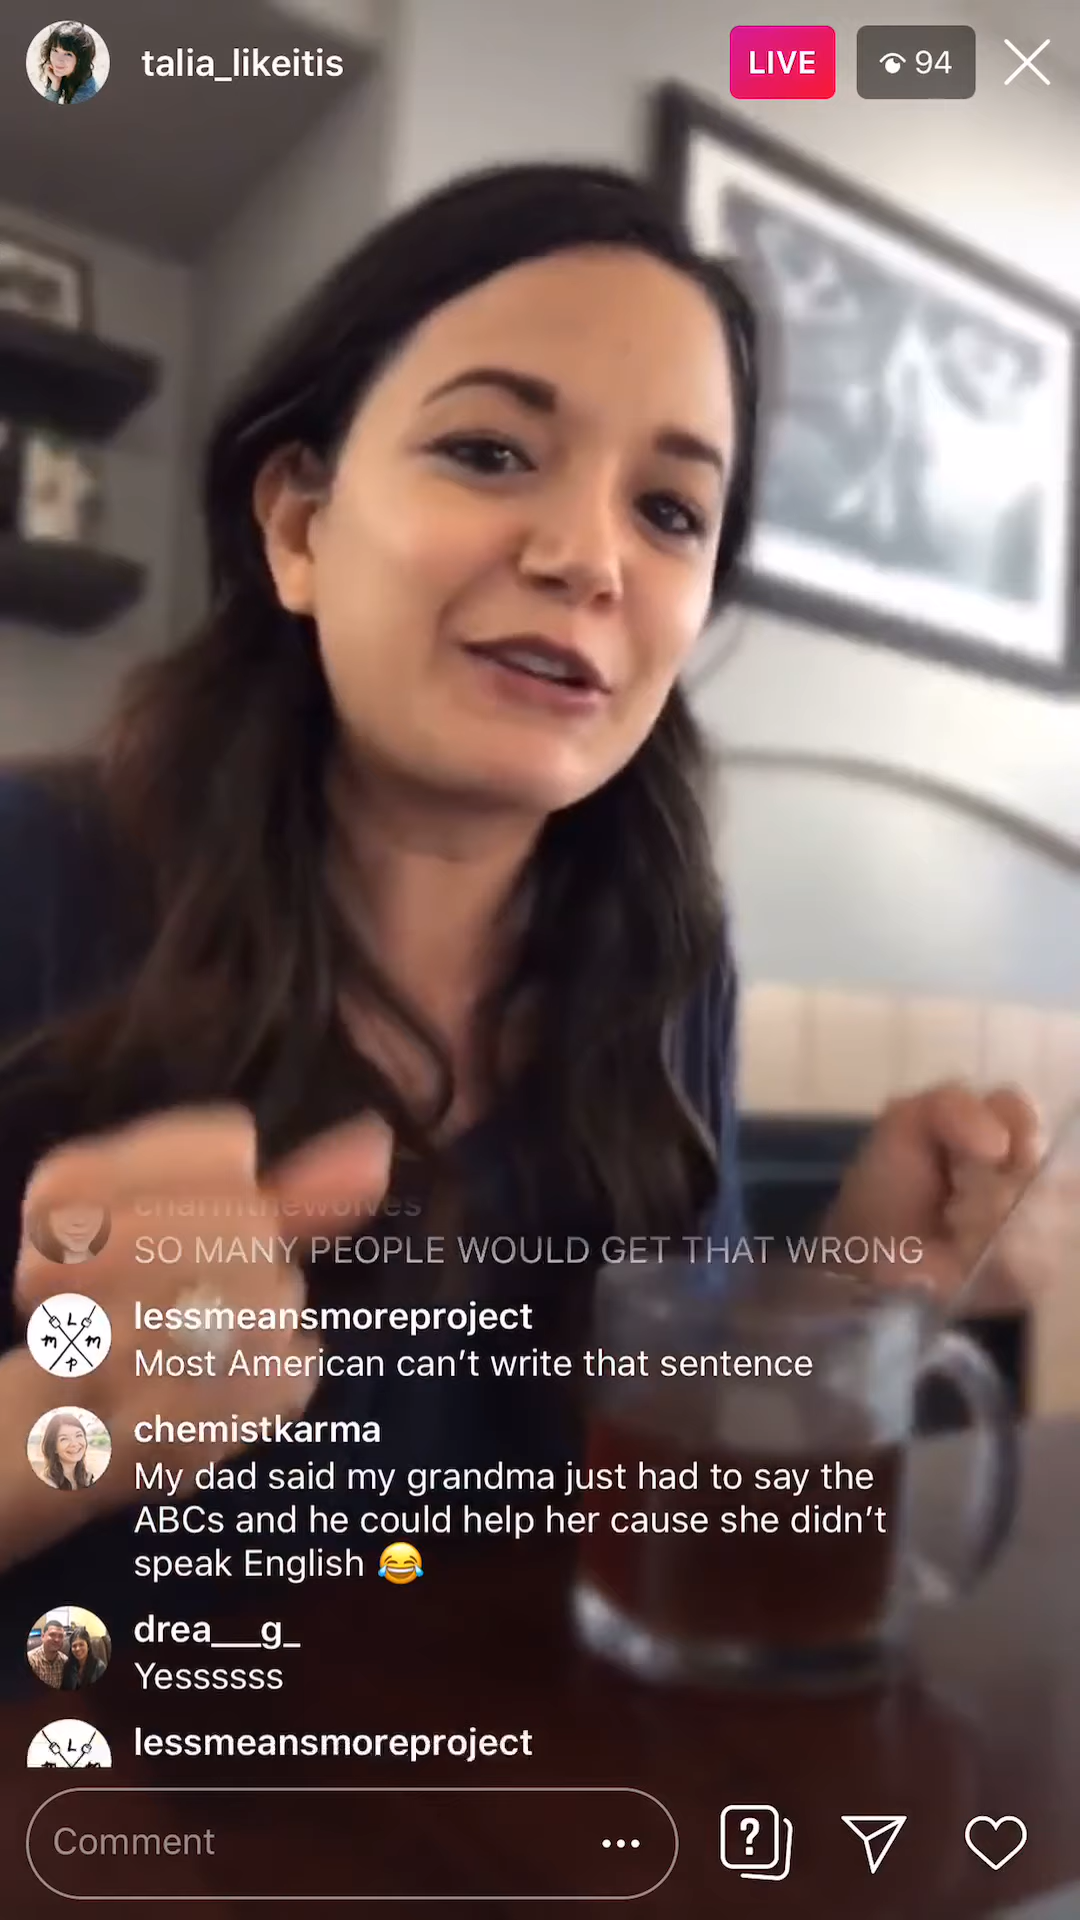 talia_likeitis
LIVE
94
charmthewolves
SO MANY PEOPLE WOULD GET THAT WRONG
lessmeansmoreproject
Most American can't write that sentence
chemistkarma
My dad said my grandma just had to say the
ABCs and he could help her cause she didn't
speak English 😂
drea___g_
Yessssss
lessmeansmoreproject
Comment